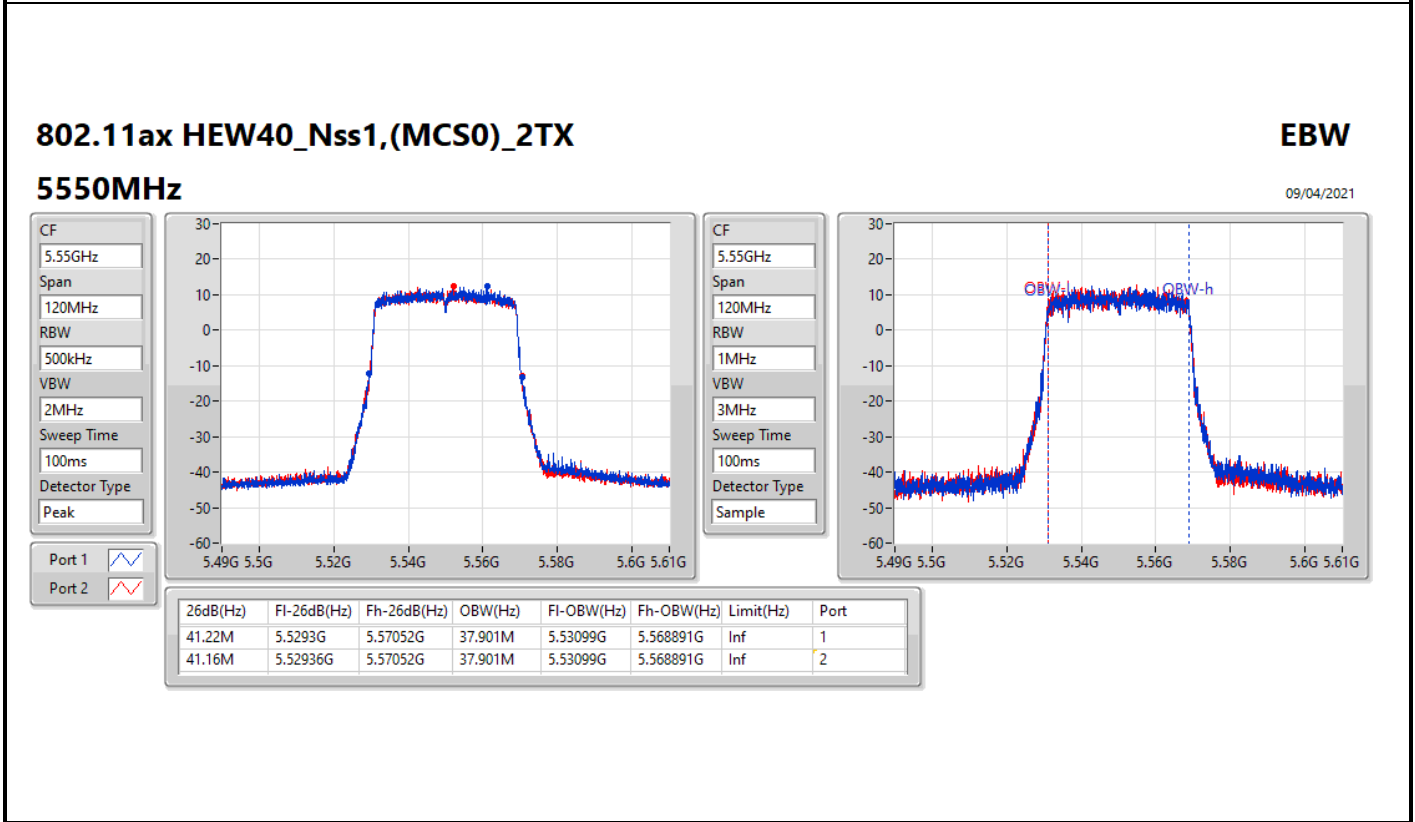 802.11ax HEW40_Nss1,(MCS0)_2TX
EBW
5550MHz
09/04/2021
CF
5.55GHz
Span
120MHz
RBW
500kHz
VBW
2MHz
Sweep Time
100ms
Detector Type
Peak
Port 1
Port 2
30
20
10
0
-10
-20
-30
-40
-50
-60
5.49G 5.5G 5.52G 5.54G 5.56G 5.58G 5.6G 5.61G
CF
5.55GHz
Span
120MHz
RBW
1MHz
VBW
3MHz
Sweep Time
100ms
Detector Type
Sample
30
20
10
0
-10
-20
-30
-40
-50
-60
OBW-l OBW-h
5.49G 5.5G 5.52G 5.54G 5.56G 5.58G 5.6G 5.61G
26dB(Hz) Fl-26dB(Hz) Fh-26dB(Hz) OBW(Hz) Fl-OBW(Hz) Fh-OBW(Hz) Limit(Hz) Port
41.22M 5.5293G 5.57052G 37.901M 5.53099G 5.568891G Inf 1
41.16M 5.52936G 5.57052G 37.901M 5.53099G 5.568891G Inf 2